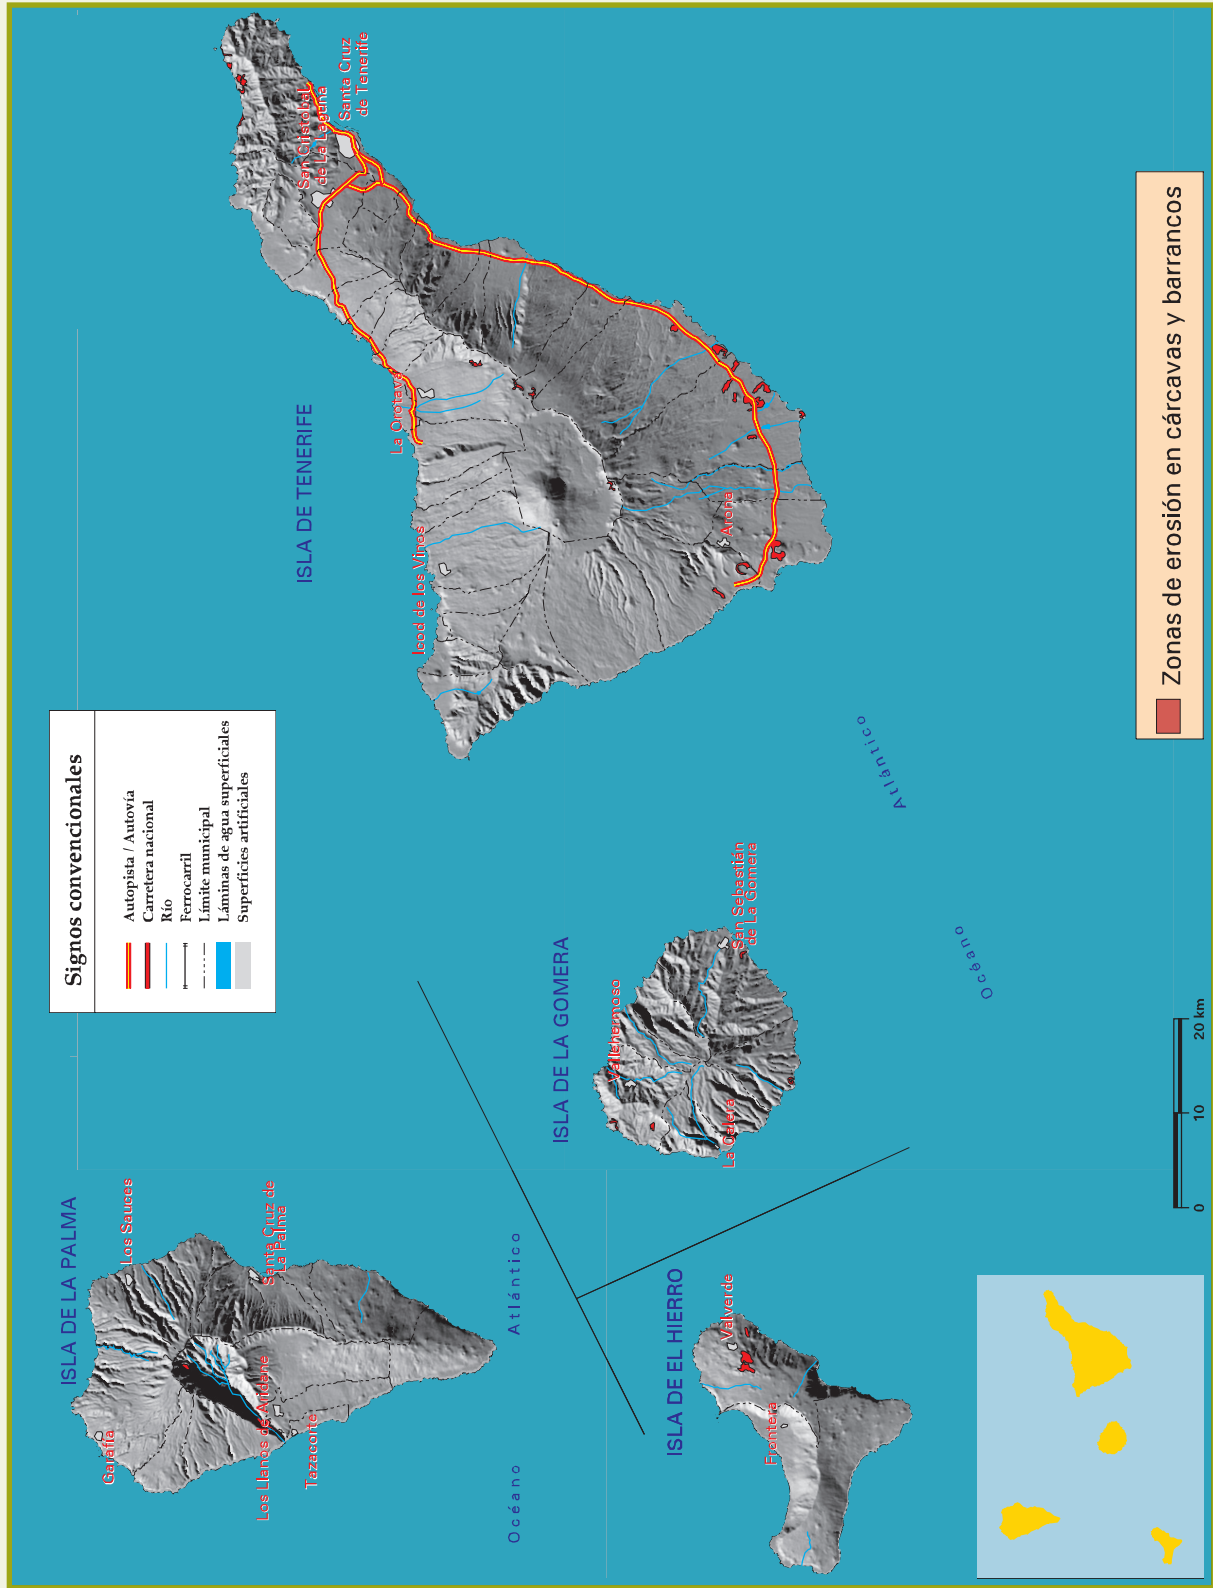 ISLA DE LA PALMA
Los Sauces
Garafía
Santa Cruz de
La Palma
Los Llanos de Aridane
Tazacorte
Océano
Atlántico
Signos convencionales
Autopista / Autovía
Carretera nacional
Río
Ferrocarril
Límite municipal
Láminas de agua superficiales
Superficies artificiales
ISLA DE TENERIFE
San Cristobal
de La Laguna
Santa Cruz
de Tenerife
La Orotava
Icod de los Vinos
Arona
ISLA DE LA GOMERA
Vallehermoso
San Sebastián
de La Gomera
La Calera
ISLA DE EL HIERRO
Valverde
Frontera
Océano
Atlántico
0 10 20 km
Zonas de erosión en cárcavas y barrancos